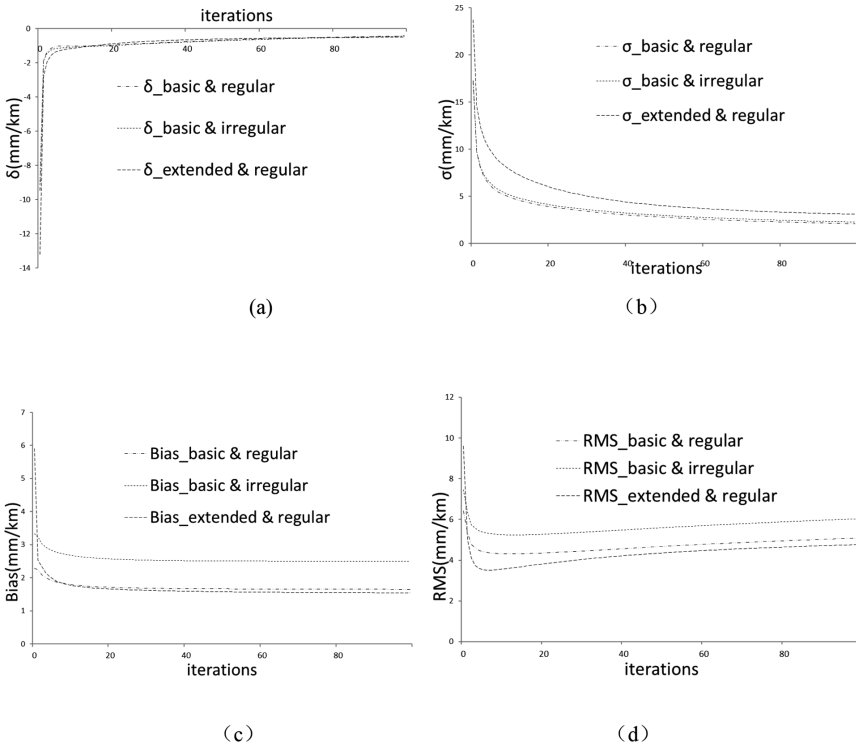 iterations
0
0 20 40 60 80
-2
-4
-6
-8
-10
-12
-14
δ(mm/km)
δ_basic & regular
δ_basic & irregular
δ_extended & regular
(a)
25
20
15
10
5
0
σ(mm/km)
σ_basic & regular
σ_basic & irregular
σ_extended & regular
0 20 40 60 80
iterations
（b）
7
6
5
4
3
2
1
0
Bias(mm/km)
Bias_basic & regular
Bias_basic & irregular
Bias_extended & regular
0 20 40 60 80
iterations
（c）
12
10
8
6
4
2
0
RMS(mm/km)
RMS_basic & regular
RMS_basic & irregular
RMS_extended & regular
0 20 40 60 80
iterations
（d）